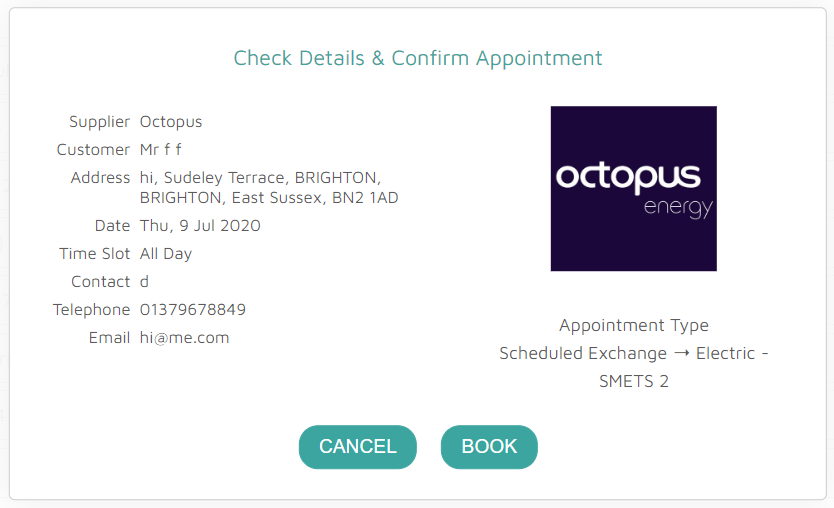 Check Details & Confirm Appointment
Supplier Octopus
Customer Mr f f
Address hi, Sudeley Terrace, BRIGHTON,
BRIGHTON, East Sussex, BN2 1AD
Date Thu, 9 Jul 2020
Time Slot All Day
Contact d
Telephone 01379678849
Email hi@me.com
octopus
energy
Appointment Type
Scheduled Exchange → Electric -
SMETS 2
CANCEL BOOK